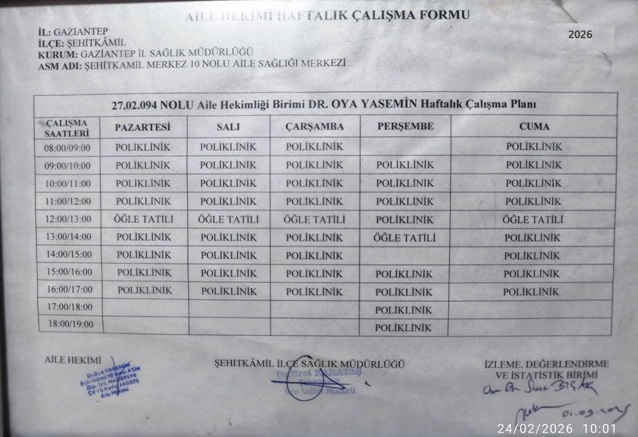 AİLE HEKİMİ HAFTALIK ÇALIŞMA FORMU
2026
İL: GAZİANTEP
İLÇE: ŞEHİTKÂMİL
KURUM: GAZİANTEP İL SAĞLIK MÜDÜRLÜĞÜ
ASM ADI: ŞEHİTKAMİL MERKEZ 10 NOLU AİLE SAĞLIĞI MERKEZİ
27.02.094 NOLU Aile Hekimliği Birimi DR. OYA YASEMİN Haftalık Çalışma Planı
ÇALIŞMA SAATLERİ PAZARTESİ SALI ÇARŞAMBA PERŞEMBE CUMA
08:00/09:00 POLİKLİNİK POLİKLİNİK POLİKLİNİK POLİKLİNİK
09:00/10:00 POLİKLİNİK POLİKLİNİK POLİKLİNİK POLİKLİNİK POLİKLİNİK
10:00/11:00 POLİKLİNİK POLİKLİNİK POLİKLİNİK POLİKLİNİK POLİKLİNİK
11:00/12:00 POLİKLİNİK POLİKLİNİK POLİKLİNİK POLİKLİNİK POLİKLİNİK
12:00/13:00 ÖĞLE TATİLİ ÖĞLE TATİLİ ÖĞLE TATİLİ POLİKLİNİK ÖĞLE TATİLİ
13:00/14:00 POLİKLİNİK POLİKLİNİK POLİKLİNİK ÖĞLE TATİLİ POLİKLİNİK
14:00/15:00 POLİKLİNİK
15:00/16:00 POLİKLİNİK POLİKLİNİK POLİKLİNİK POLİKLİNİK POLİKLİNİK
16:00/17:00 POLİKLİNİK POLİKLİNİK POLİKLİNİK POLİKLİNİK POLİKLİNİK
17:00/18:00 POLİKLİNİK
18:00/19:00 POLİKLİNİK
AİLE HEKİMİ
ŞEHİTKÂMİL İLÇE SAĞLIK MÜDÜRLÜĞÜ
İZLEME, DEĞERLENDİRME
VE İSTATİSTİK BİRİMİ
24/02/2026 10:01